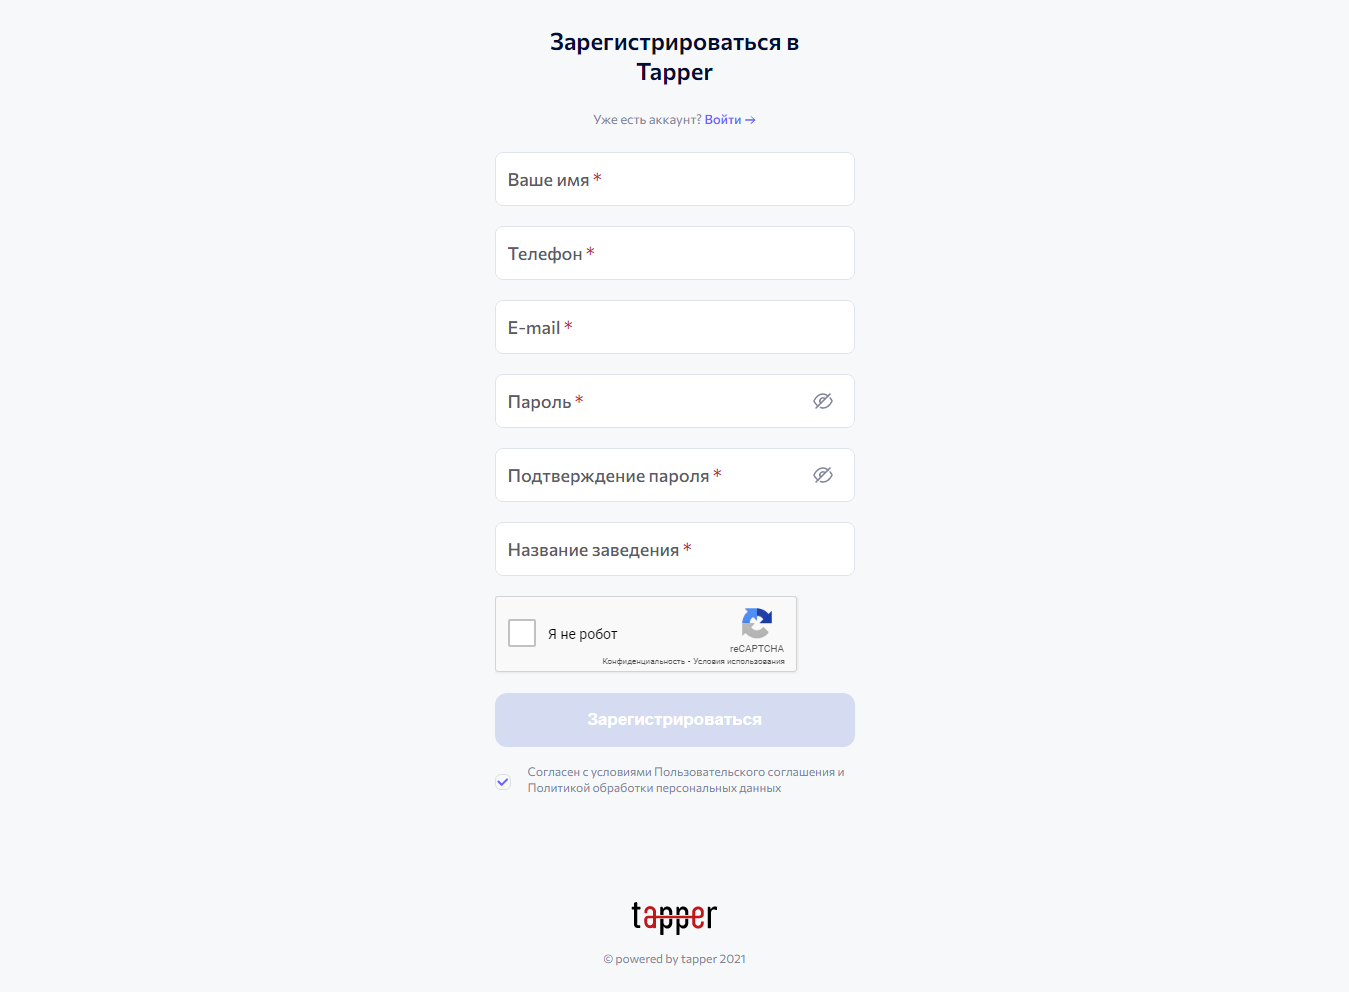 Зарегистрироваться в
Tapper
Уже есть аккаунт? Войти →
Ваше имя *
Телефон *
E-mail *
Пароль *
Подтверждение пароля *
Название заведения *
Я не робот
reCAPTCHA
Конфиденциальность - Условия использования
Зарегистрироваться
Согласен с условиями Пользовательского соглашения и
Политикой обработки персональных данных
tapper
© powered by tapper 2021